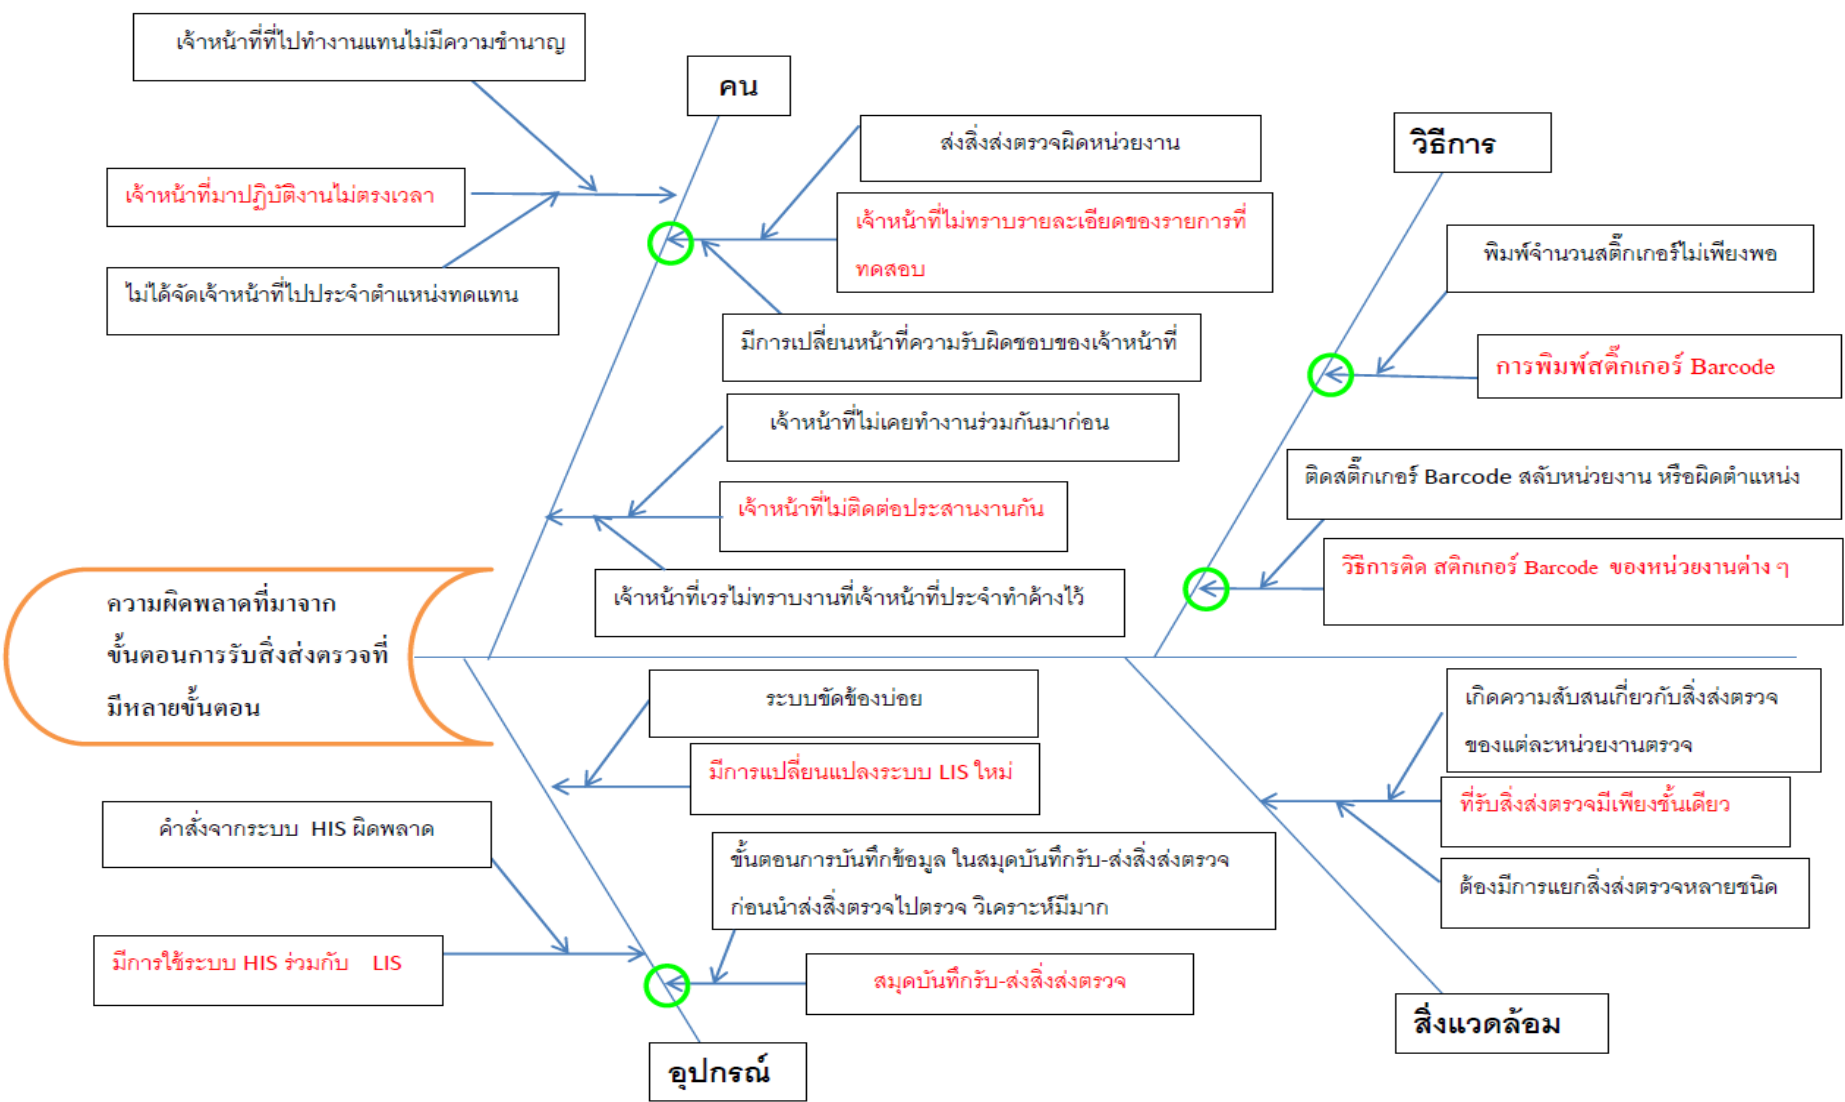 เจ้าหน้าที่ที่ไปทำงานแทนไม่มีความชำนาญ
คน
ส่งสิ่งส่งตรวจผิดหน่วยงาน
วิธีการ
เจ้าหน้าที่มาปฏิบัติงานไม่ตรงเวลา
เจ้าหน้าที่ไม่ทราบรายละเอียดของรายการที่
ทดสอบ
พิมพ์จำนวนสติ๊กเกอร์ไม่เพียงพอ
ไม่ได้จัดเจ้าหน้าที่ไปประจำตำแหน่งทดแทน
มีการเปลี่ยนหน้าที่ความรับผิดชอบของเจ้าหน้าที่
การพิมพ์สติ๊กเกอร์ Barcode
เจ้าหน้าที่ไม่เคยทำงานร่วมกันมาก่อน
ติดสติ๊กเกอร์ Barcode สลับหน่วยงาน หรือผิดตำแหน่ง
เจ้าหน้าที่ไม่ติดต่อประสานงานกัน
วิธีการติด สติกเกอร์ Barcode ของหน่วยงานต่าง ๆ
เจ้าหน้าที่เวรไม่ทราบงานที่เจ้าหน้าที่ประจำทำค้างไว้
ความผิดพลาดที่มาจาก
ขั้นตอนการรับสิ่งส่งตรวจที่
มีหลายขั้นตอน
ระบบขัดข้องบ่อย
เกิดความสับสนเกี่ยวกับสิ่งส่งตรวจ
ของแต่ละหน่วยงานตรวจ
มีการเปลี่ยนแปลงระบบ LIS ใหม่
ที่รับสิ่งส่งตรวจมีเพียงชั้นเดียว
คำสั่งจากระบบ HIS ผิดพลาด
ขั้นตอนการบันทึกข้อมูล ในสมุดบันทึกรับ-ส่งสิ่งส่งตรวจ
ก่อนนำส่งสิ่งตรวจไปตรวจ วิเคราะห์มีมาก
ต้องมีการแยกสิ่งส่งตรวจหลายชนิด
มีการใช้ระบบ HIS ร่วมกับ LIS
สมุดบันทึกรับ-ส่งสิ่งส่งตรวจ
สิ่งแวดล้อม
อุปกรณ์